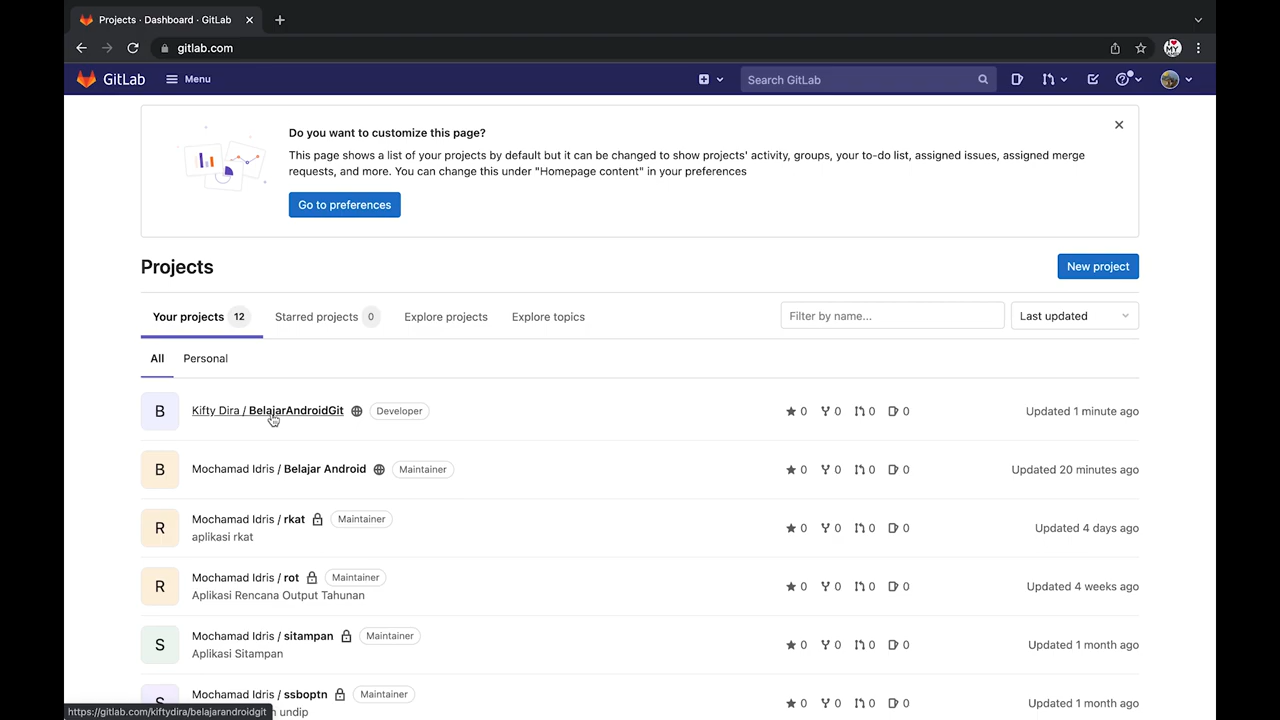 Projects · Dashboard · GitLab
gitlab.com
GitLab
Menu
Search GitLab
Do you want to customize this page?
This page shows a list of your projects by default but it can be changed to show projects' activity, groups, your to-do list, assigned issues, assigned merge
requests, and more. You can change this under "Homepage content" in your preferences
Go to preferences
Projects
New project
Your projects 12
Starred projects 0
Explore projects
Explore topics
Filter by name...
Last updated
All
Personal
B
Kifty Dira / BelajarAndroidGit
Developer
0 0 0 0
Updated 1 minute ago
B
Mochamad Idris / Belajar Android
Maintainer
0 0 0 0
Updated 20 minutes ago
R
Mochamad Idris / rkat
Maintainer
aplikasi rkat
0 0 0 0
Updated 4 days ago
R
Mochamad Idris / rot
Maintainer
Aplikasi Rencana Output Tahunan
0 0 0 0
Updated 4 weeks ago
S
Mochamad Idris / sitampan
Maintainer
Aplikasi Sitampan
0 0 0 0
Updated 1 month ago
S
Mochamad Idris / ssboptn
Maintainer
undip
0 0 0 0
Updated 1 month ago
https://gitlab.com/kiftydira/belajarandroidgit